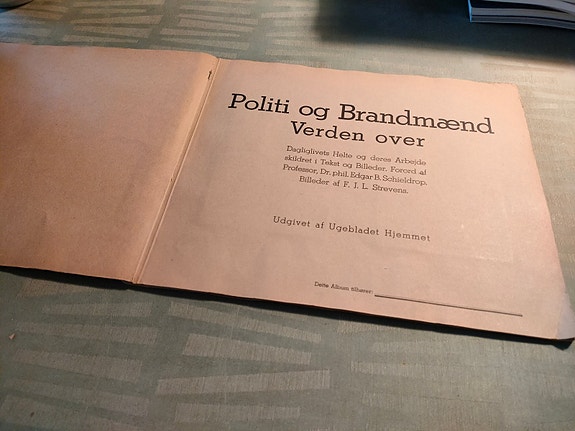 Politi og Brandmænd
Verden over
Dagliglivets Helte og deres Arbejde
skildret i Tekst og Billeder. Forord af
Professor, Dr. phil. Edgar B. Schieldrop.
Billeder af F. J. L. Strevens.
Udgivet af Ugebladet Hjemmet
Dette Album tilhører: